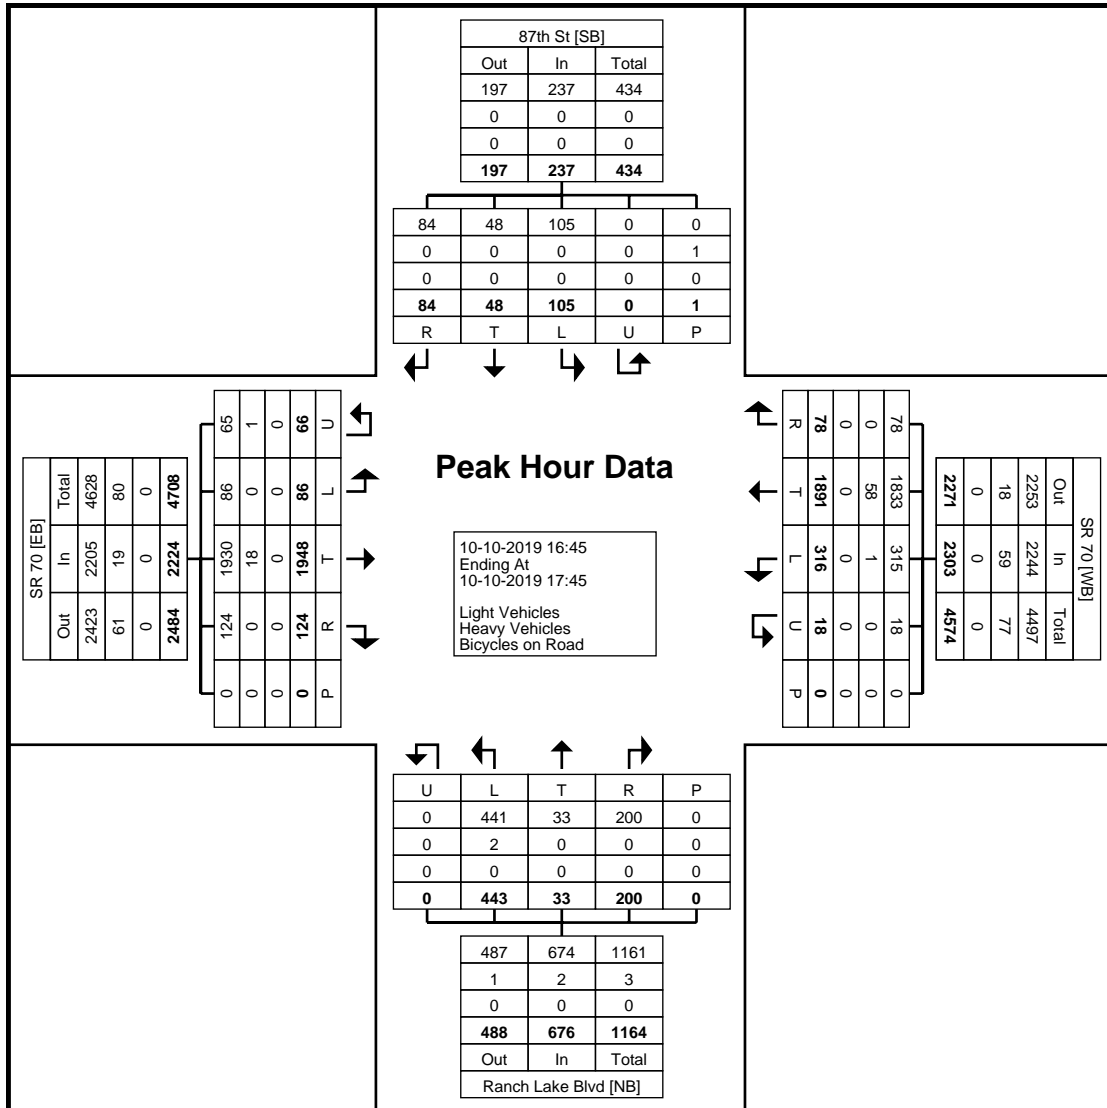 87th St [SB]
Out In Total
197 237 434
0 0 0
0 0 0
197 237 434
84 48 105 0 0
0 0 0 0 1
0 0 0 0 0
84 48 105 0 1
R T L U P
SR 70 [EB]
Total In Out
4628 2205 2423
80 19 61
0 0 0
4708 2224 2484
65 86 1930 124 0
1 0 18 0 0
0 0 0 0 0
66 86 1948 124 0
U L T R P
Peak Hour Data
10-10-2019 16:45
Ending At
10-10-2019 17:45
Light Vehicles
Heavy Vehicles
Bicycles on Road
R T L U P
78 1891 316 18 0
0 0 0 0 0
0 58 1 0 0
78 1833 315 18 0
2271 2303 4574
0 0 0
18 59 77
2253 2244 4497
Out In Total
SR 70 [WB]
U L T R P
0 441 33 200 0
0 2 0 0 0
0 0 0 0 0
0 443 33 200 0
487 674 1161
1 2 3
0 0 0
488 676 1164
Out In Total
Ranch Lake Blvd [NB]